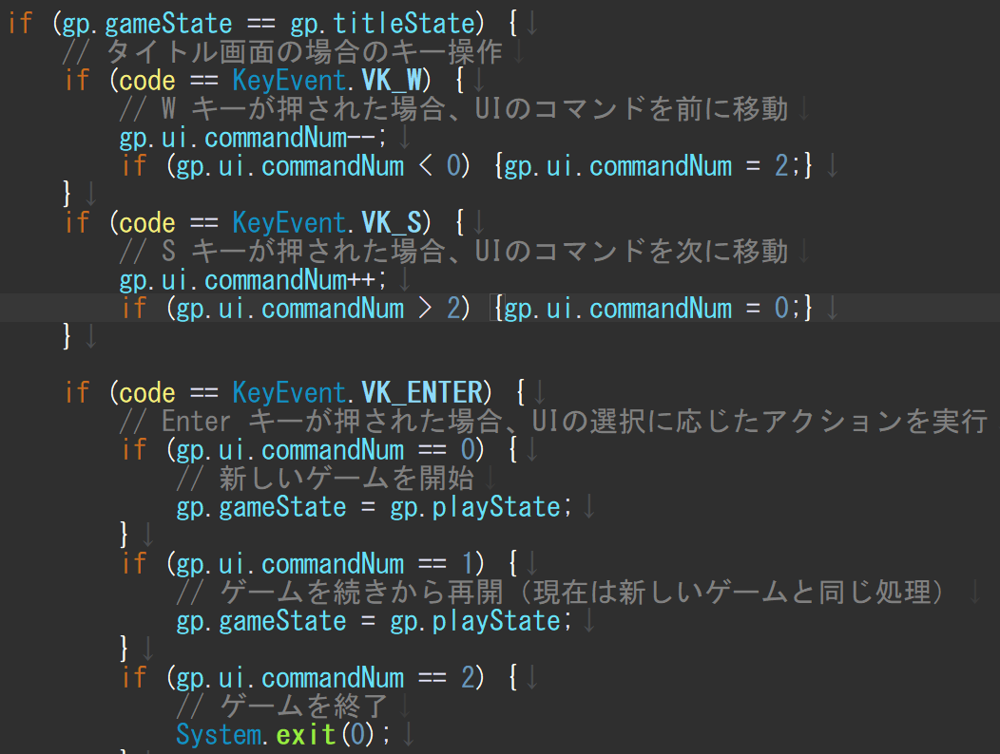 if (gp.gameState == gp.titleState) {↓
// タイトル画面の場合のキー操作↓
if (code == KeyEvent.VK_W) {↓
// W キーが押された場合、UIのコマンドを前に移動↓
gp.ui.commandNum--;↓
if (gp.ui.commandNum < 0) {gp.ui.commandNum = 2;}↓
}↓
if (code == KeyEvent.VK_S) {↓
// S キーが押された場合、UIのコマンドを次に移動↓
gp.ui.commandNum++;↓
if (gp.ui.commandNum > 2) {gp.ui.commandNum = 0;}↓
}↓
if (code == KeyEvent.VK_ENTER) {↓
// Enter キーが押された場合、UIの選択に応じたアクションを実行
if (gp.ui.commandNum == 0) {↓
// 新しいゲームを開始↓
gp.gameState = gp.playState;↓
}↓
if (gp.ui.commandNum == 1) {↓
// ゲームを続きから再開（現在は新しいゲームと同じ処理）↓
gp.gameState = gp.playState;↓
}↓
if (gp.ui.commandNum == 2) {↓
// ゲームを終了↓
System.exit(0);↓